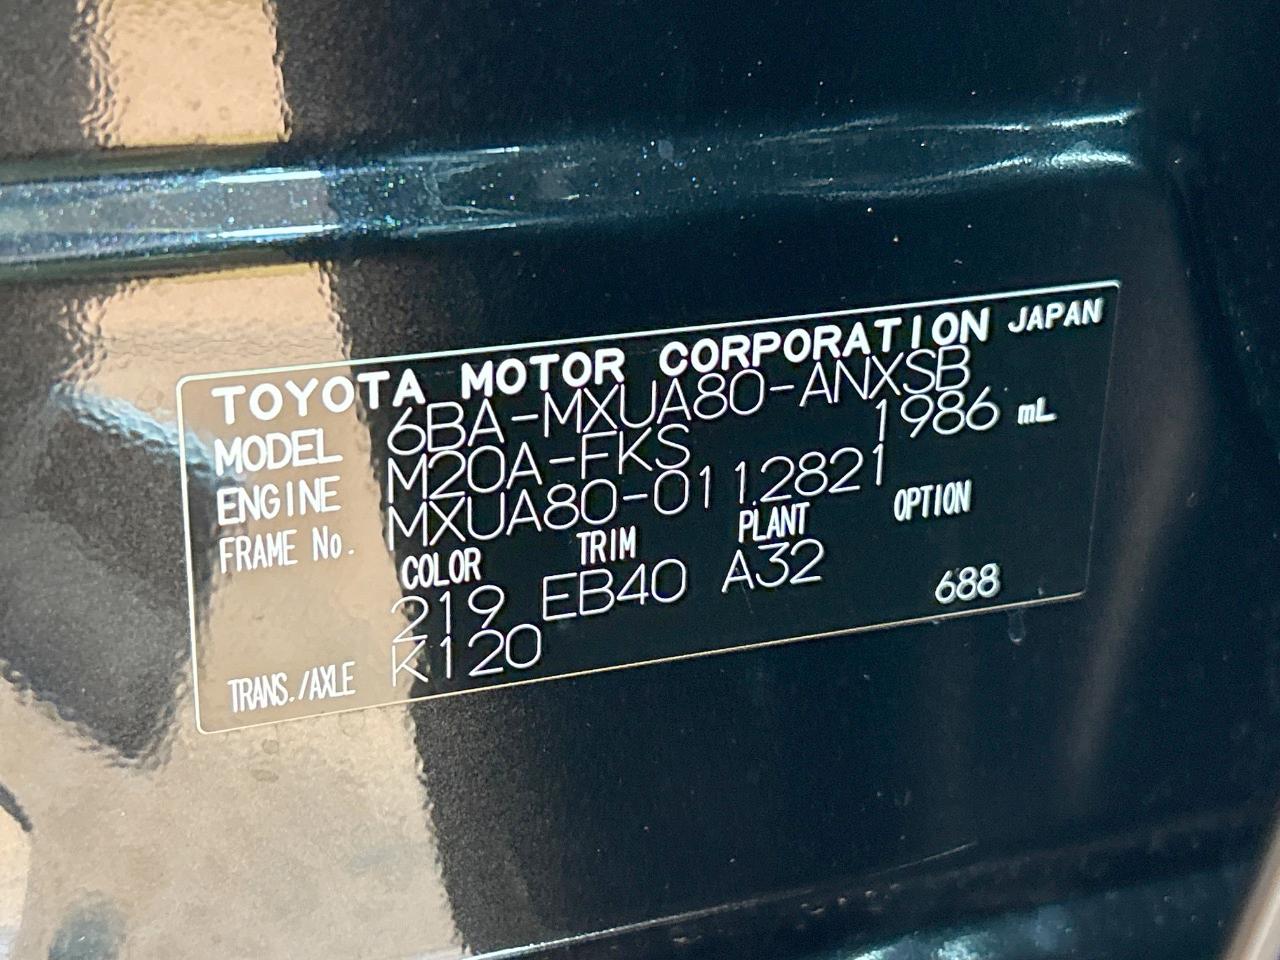 TOYOTA MOTOR CORPORATION JAPAN
MODEL 6BA-MXUA80-ANXSB
ENGINE M20A-FKS 1986 mL
FRAME No. MXUA80-0112821
COLOR TRIM PLANT OPTION
219 EB40 A32 688
TRANS./AXLE K120